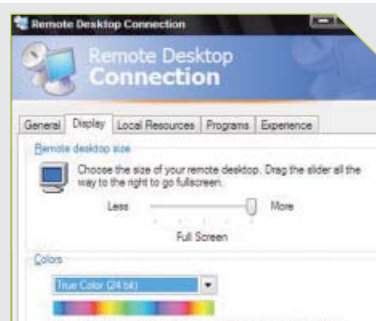 Remote Desktop Connection
Remote Desktop
Connection
General Display Local Resources Programs Experience
Remote desktop size
Choose the size of your remote desktop. Drag the slider all the
way to the right to go fullscreen.
Less More
Full Screen
Colors
True Color (24 bit)